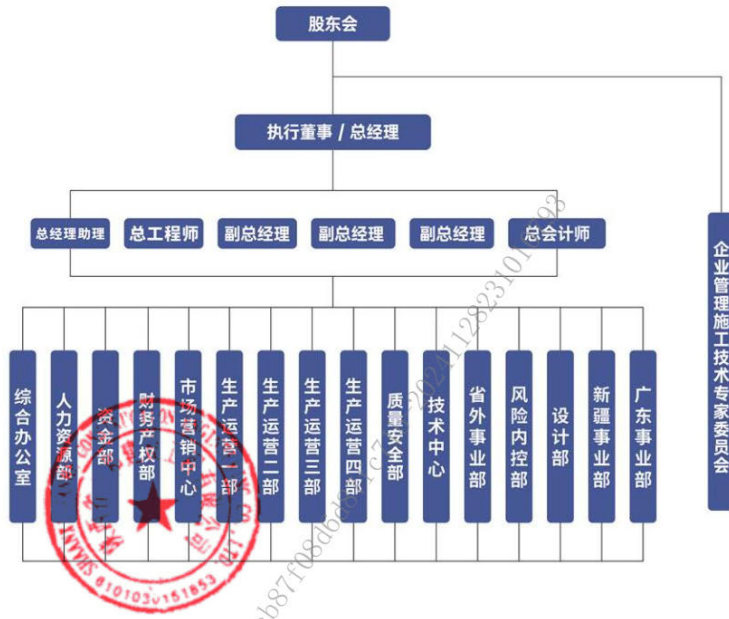 股东会
执行董事 / 总经理
总经理助理
总工程师
副总经理
副总经理
副总经理
总会计师
企业管理施工技术专家委员会
综合办公室
人力资源部
资金部
财务产权部
市场营销中心
生产运营一部
生产运营二部
生产运营三部
生产运营四部
质量安全部
技术中心
省外事业部
风险内控部
设计部
新疆事业部
广东事业部